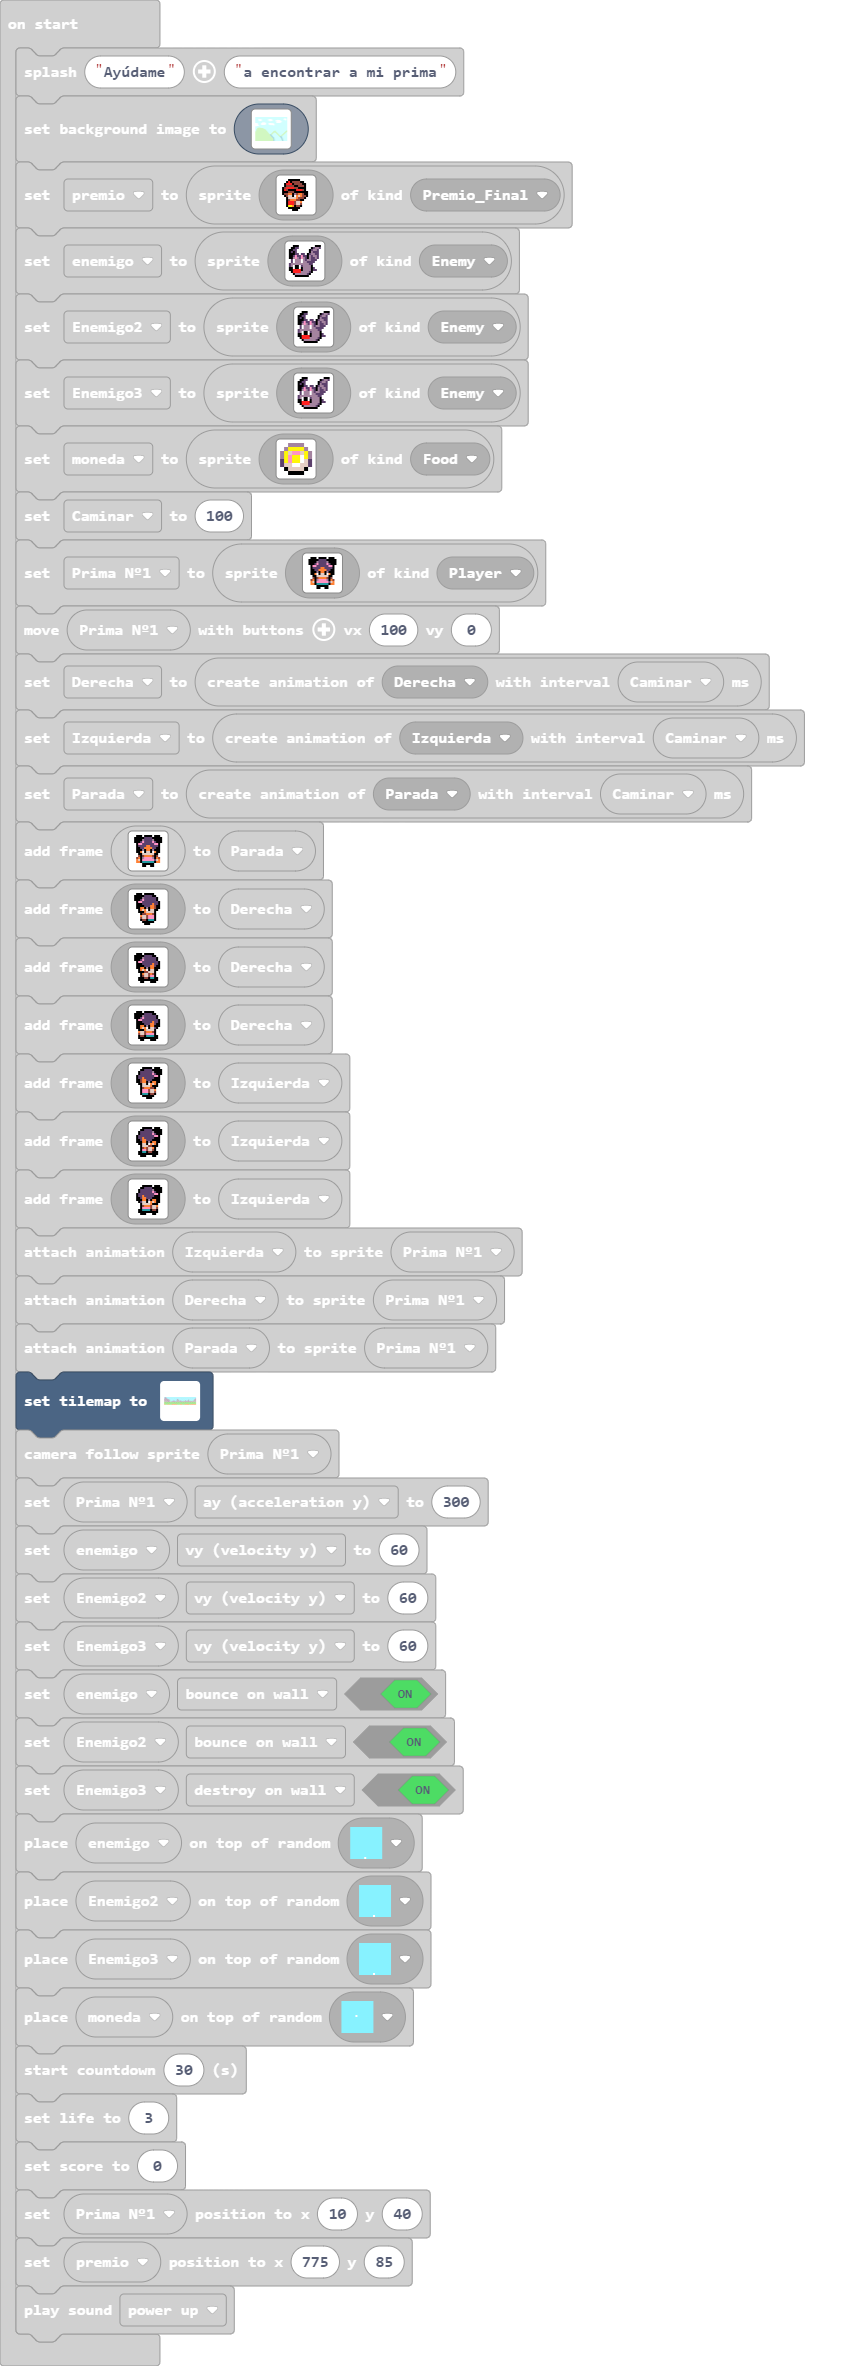 on start
splash "Ayúdame" "a encontrar a mi prima"
set background image to
set premio to sprite of kind Premio_Final
set enemigo to sprite of kind Enemy
set Enemigo2 to sprite of kind Enemy
set Enemigo3 to sprite of kind Enemy
set moneda to sprite of kind Food
set Caminar to 100
set Prima Nº1 to sprite of kind Player
move Prima Nº1 with buttons vx 100 vy 0
set Derecha to create animation of Derecha with interval Caminar ms
set Izquierda to create animation of Izquierda with interval Caminar ms
set Parada to create animation of Parada with interval Caminar ms
add frame to Parada
add frame to Derecha
add frame to Derecha
add frame to Derecha
add frame to Izquierda
add frame to Izquierda
add frame to Izquierda
attach animation Izquierda to sprite Prima Nº1
attach animation Derecha to sprite Prima Nº1
attach animation Parada to sprite Prima Nº1
set tilemap to
camera follow sprite Prima Nº1
set Prima Nº1 ay (acceleration y) to 300
set enemigo vy (velocity y) to 60
set Enemigo2 vy (velocity y) to 60
set Enemigo3 vy (velocity y) to 60
set enemigo bounce on wall ON
set Enemigo2 bounce on wall ON
set Enemigo3 destroy on wall ON
place enemigo on top of random
place Enemigo2 on top of random
place Enemigo3 on top of random
place moneda on top of random
start countdown 30 (s)
set life to 3
set score to 0
set Prima Nº1 position to x 10 y 40
set premio position to x 775 y 85
play sound power up